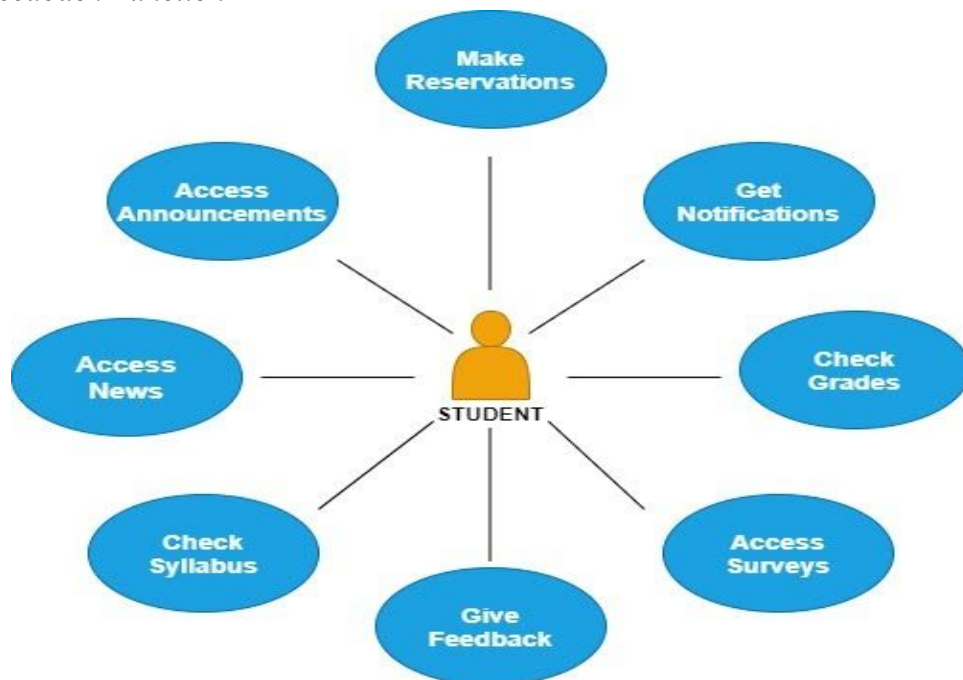 Make
Reservations
Access
Announcements
Get
Notifications
Access
News
Check
Grades
STUDENT
Check
Syllabus
Access
Surveys
Give
Feedback